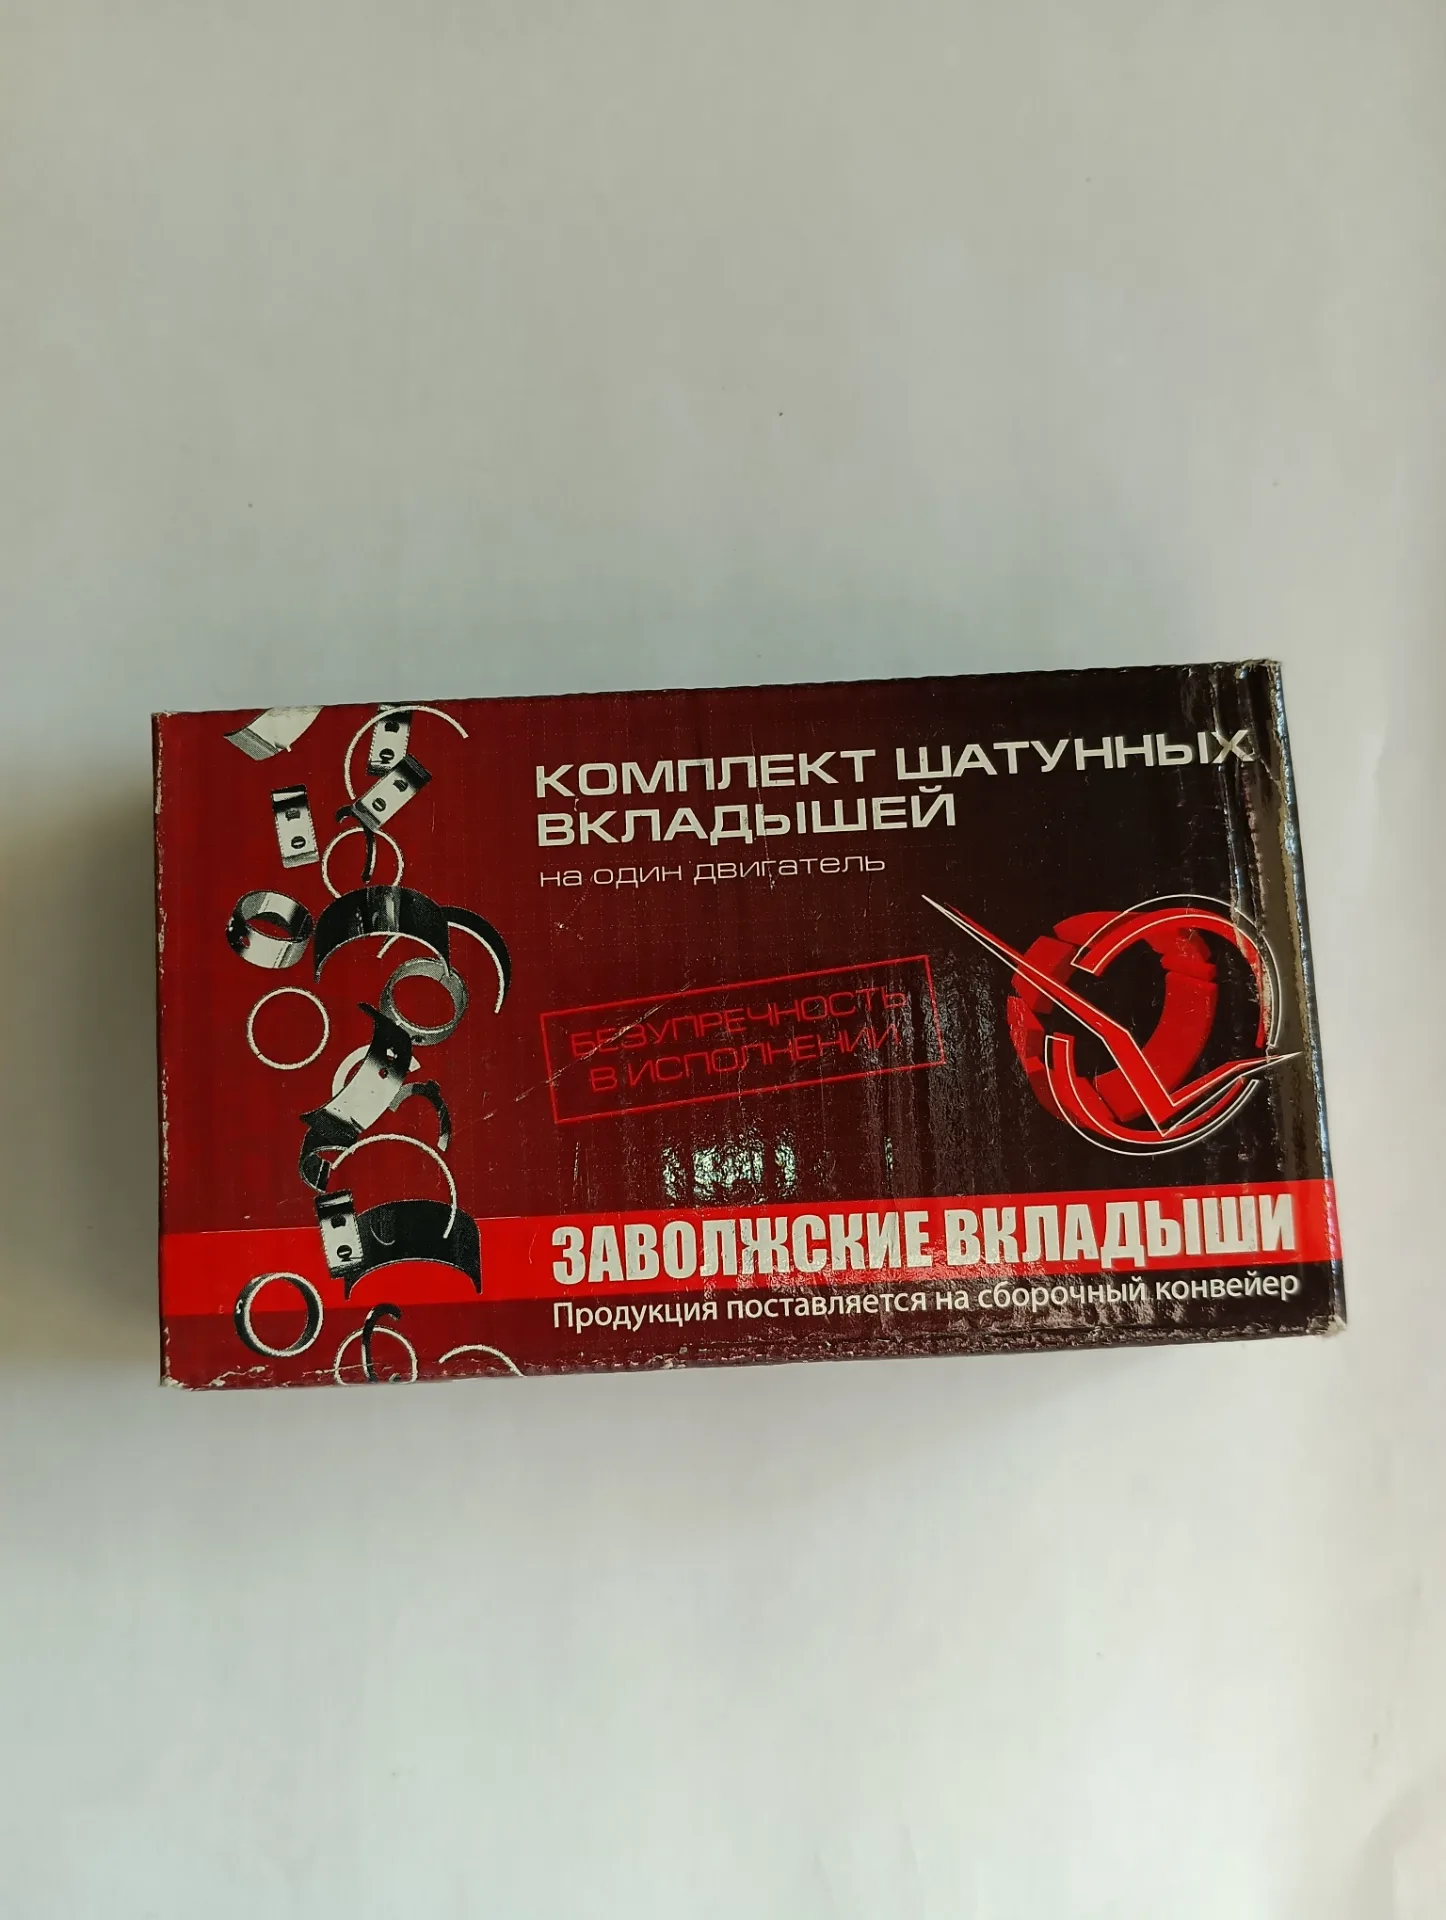 КОМПЛЕКТ ШАТУННЫХ
ВКЛАДЫШЕЙ
на один двигатель
БЕЗУПРЕЧНОСТЬ
В ИСПОЛНЕНИИ
ЗАВОЛЖСКИЕ ВКЛАДЫШИ
Продукция поставляется на сборочный конвейер